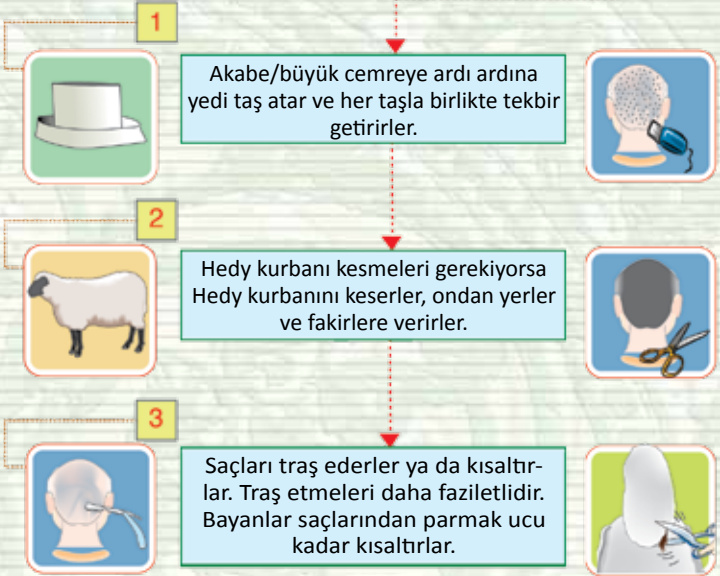 1
Akabe/büyük cemreye ardı ardına
yedi taş atar ve her taşla birlikte tekbir
getirirler.
2
Hedy kurbanı kesmeleri gerekiyorsa
Hedy kurbanını keserler, ondan yerler
ve fakirlere verirler.
3
Saçları traş ederler ya da kısaltır-
lar. Traş etmeleri daha faziletlidir.
Bayanlar saçlarından parmak ucu
kadar kısaltırlar.